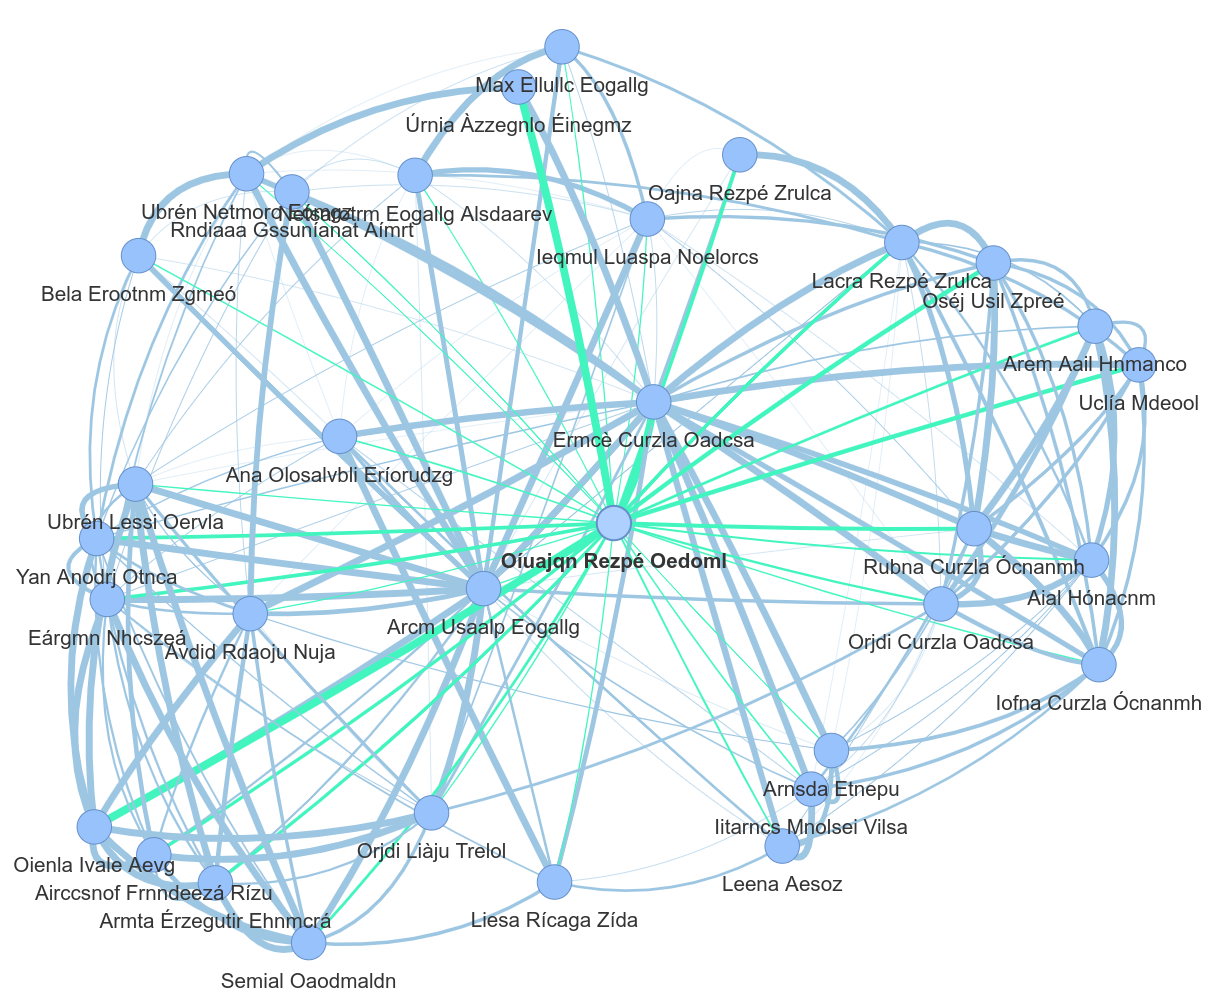 Max Ellullc Eogallg
Úrnia Àzzegnlo Éinegmz
Oajna Rezpé Zrulca
Ubrén Netmoro Eómgz
Eogallg Alsdaarev
Rndiaaa Gssuníanat Aímrt
Ieqmul Luaspa Noelorcs
Lacra Rezpé Zrulca
Bela Erootnm Zgmeó
Oséj Usil Zpreé
Arem Aail Hnmanco
Uclía Mdeool
Ermcè Curzla Oadcsa
Ana Olosalvbli Eríorudzg
Ubrén Lessi Oervla
Oíuajqn Rezpé Oedoml
Rubna Curzla Ócnanmh
Yan Anodrj Otnca
Aial Hónacnm
Arcm Usaalp Eogallg
Eárgmn Nhcszeá
Orjdi Curzla Oadcsa
Avdid Rdaoju Nuja
Iofna Curzla Ócnanmh
Arnsda Etnepu
Iitarncs Mnolsei Vilsa
Orjdi Liàju Trelol
Oienla Ivale Aevg
Leena Aesoz
Airccsnof Frnndeezá Rízu
Armta Érzegutir Ehnmcrá
Liesa Rícaga Zída
Semial Oaodmaldn